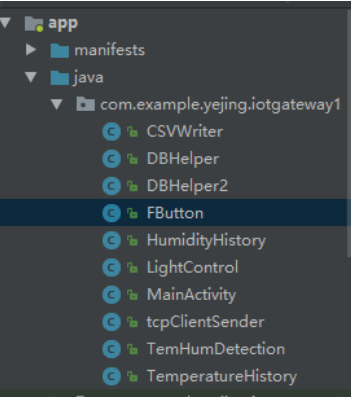 app
manifests
java
com.example.yejing.iotgateway1
CSVWriter
DBHelper
DBHelper2
FButton
HumidityHistory
LightControl
MainActivity
tcpClientSender
TemHumDetection
TemperatureHistory